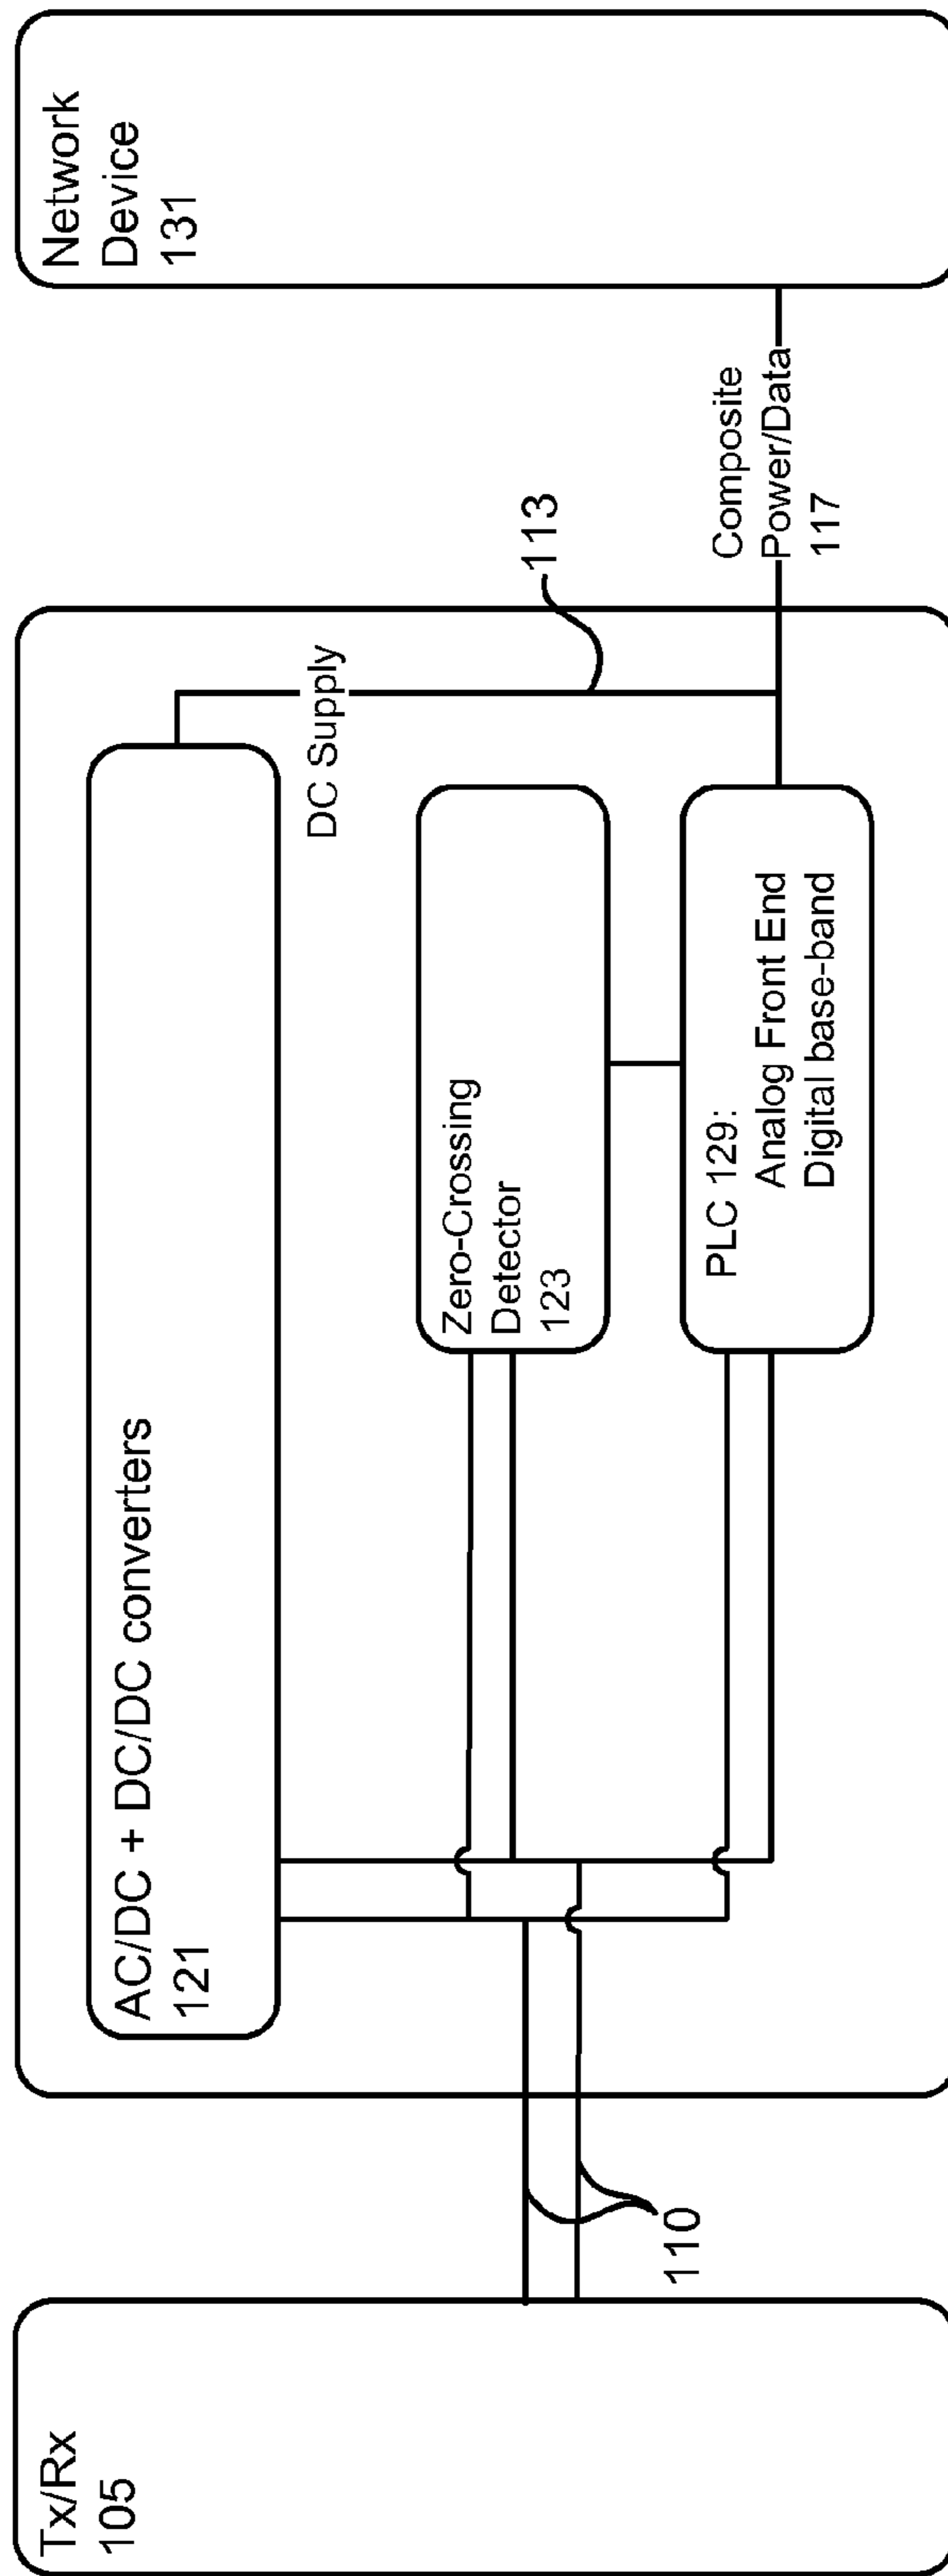 Tx/Rx
105
110
AC/DC + DC/DC converters
121
Zero-Crossing
Detector
123
PLC 129:
Analog Front End
Digital base-band
DC Supply
113
Composite
Power/Data
117
Network
Device
131